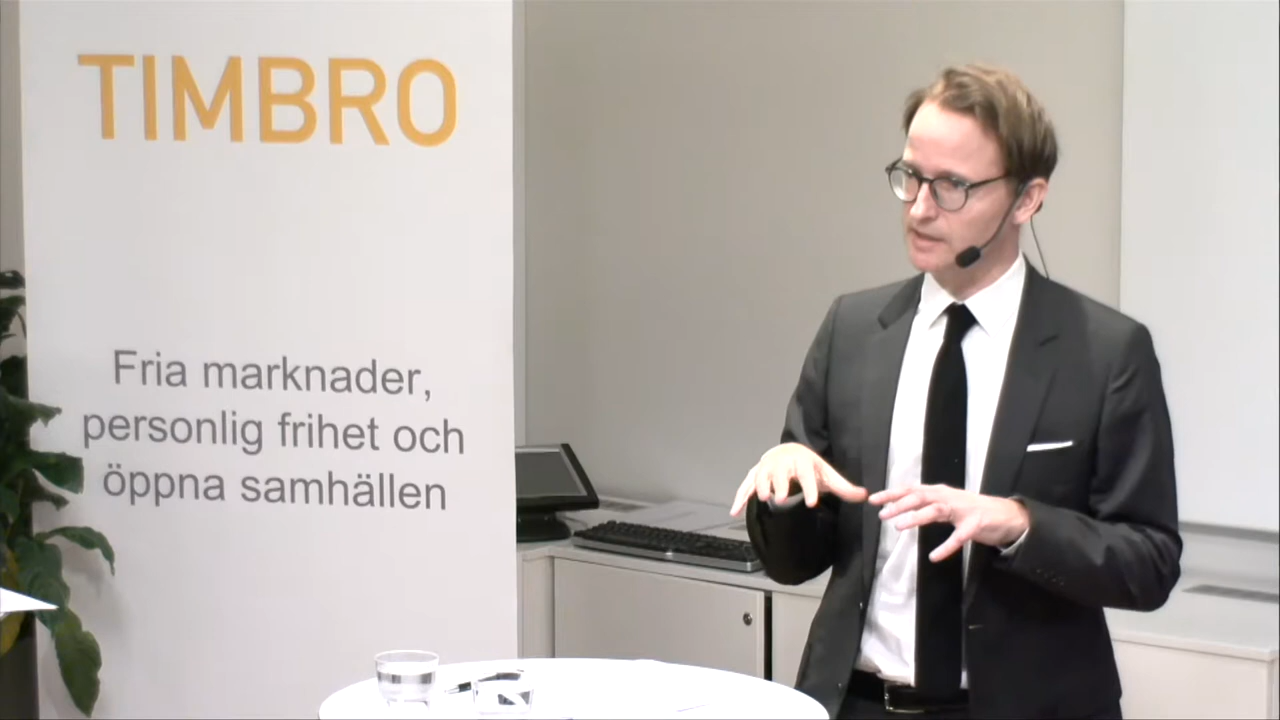 TIMBRO
Fria marknader,
personlig frihet och
öppna samhällen